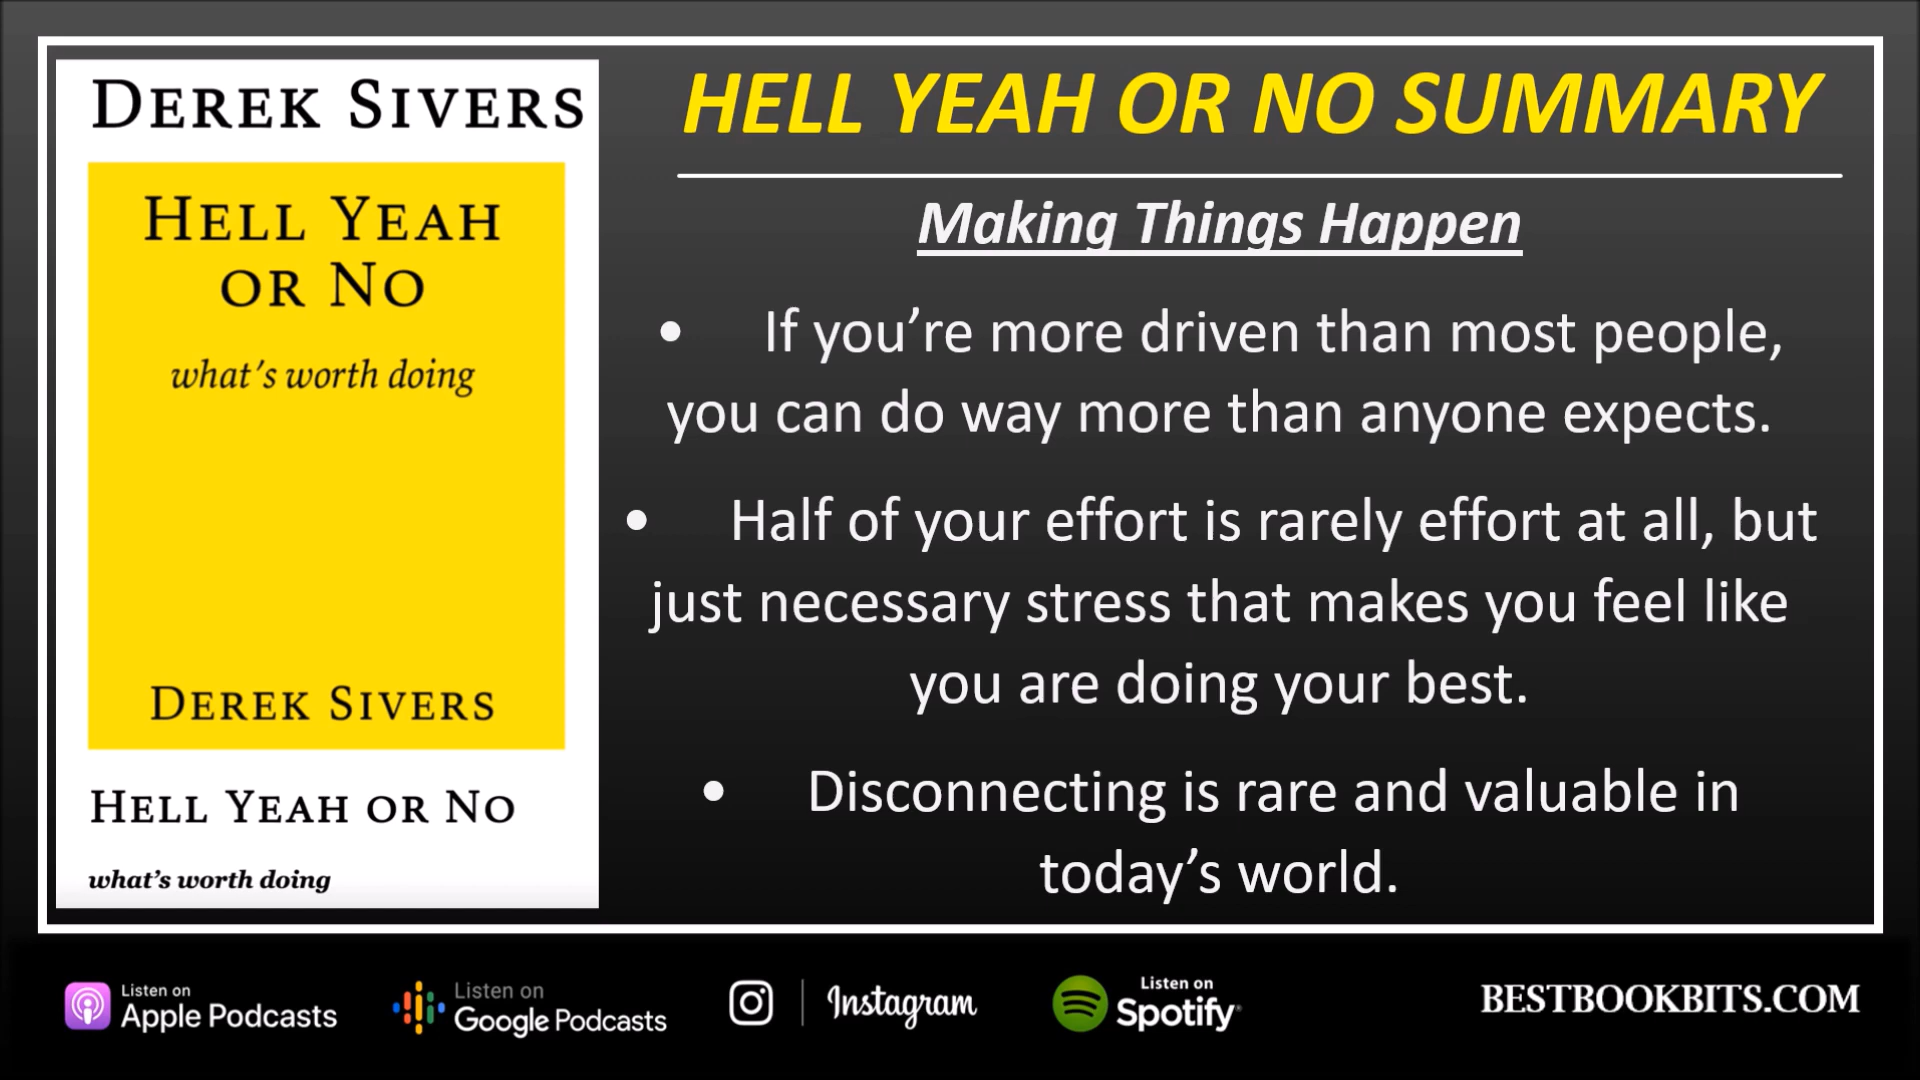 DEREK SIVERS
HELL YEAH
OR NO
what's worth doing
DEREK SIVERS
HELL YEAH OR NO
what's worth doing
HELL YEAH OR NO SUMMARY
Making Things Happen
• If you’re more driven than most people,
you can do way more than anyone expects.
• Half of your effort is rarely effort at all, but
just necessary stress that makes you feel like
you are doing your best.
• Disconnecting is rare and valuable in
today’s world.
Listen on
Apple Podcasts
Listen on
Google Podcasts
Instagram
Listen on
Spotify
BESTBOOKBITS.COM